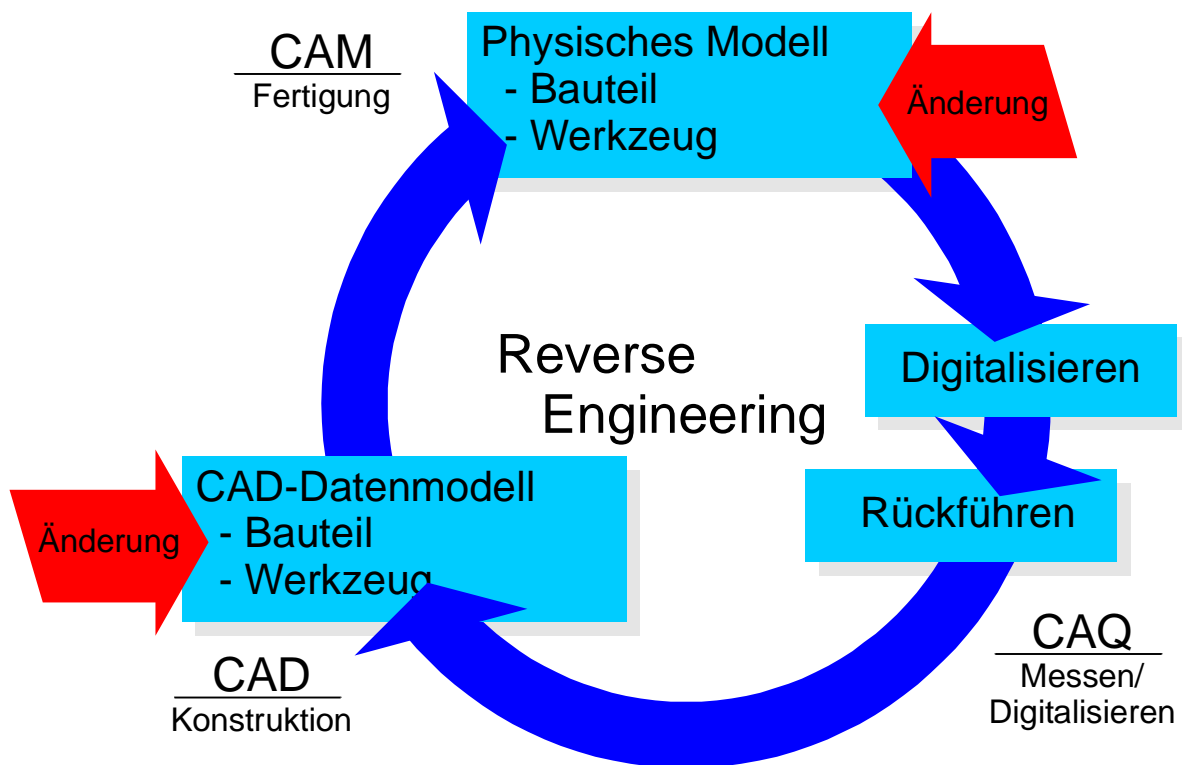 CAM
Fertigung
Physisches Modell
- Bauteil
- Werkzeug
Änderung
Reverse
Engineering
Digitalisieren
Rückführen
CAD-Datenmodell
- Bauteil
- Werkzeug
Änderung
CAD
Konstruktion
CAQ
Messen/
Digitalisieren